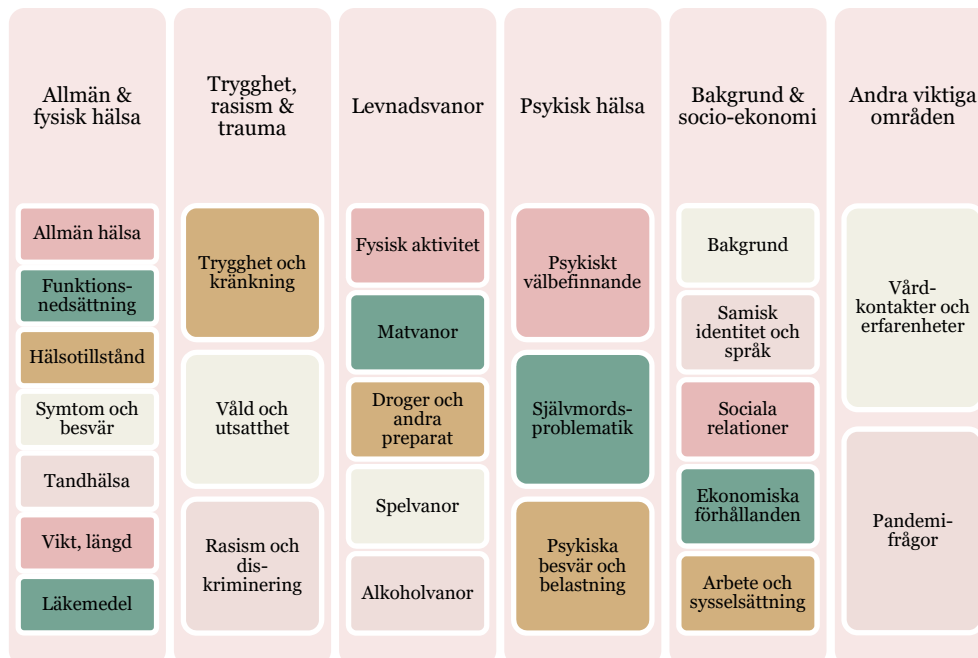 Allmän &
fysisk hälsa
Allmän hälsa
Funktions-
nedsättning
Hälsotillstånd
Symtom och
besvär
Tandhälsa
Vikt, längd
Läkemedel
Trygghet,
rasism &
trauma
Trygghet och
kränkning
Våld och
utsatthet
Rasism och
dis-
kriminering
Levnadsvanor
Fysisk aktivitet
Matvanor
Droger och
andra
preparat
Spelvanor
Alkoholvanor
Psykisk hälsa
Psykiskt
välbefinnande
Självmords-
problematik
Psykiska
besvär och
belastning
Bakgrund &
socio-ekonomi
Bakgrund
Samisk
identitet och
språk
Sociala
relationer
Ekonomiska
förhållanden
Arbete och
sysselsättning
Andra viktiga
områden
Vård-
kontakter och
erfarenheter
Pandemi-
frågor